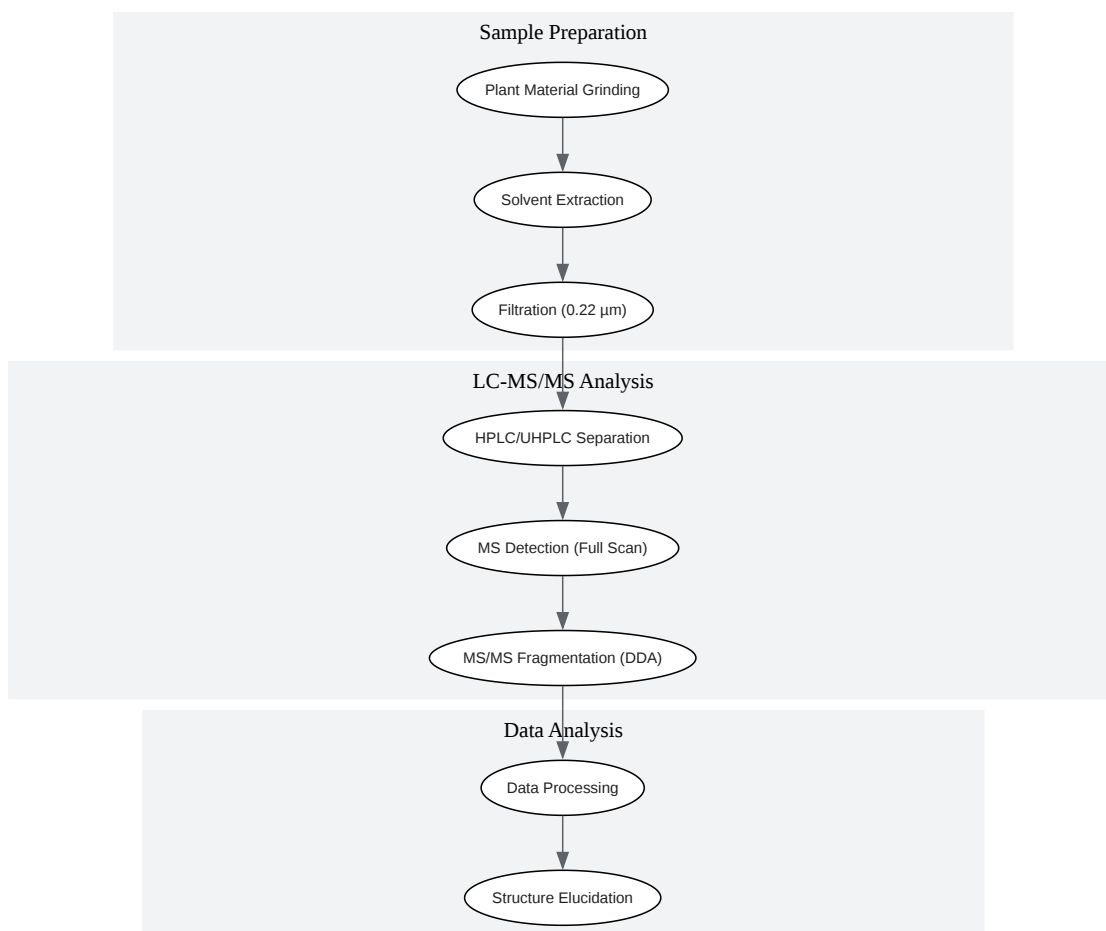 Sample Preparation
Plant Material Grinding
Solvent Extraction
Filtration (0.22 µm)
LC-MS/MS Analysis
HPLC/UHPLC Separation
MS Detection (Full Scan)
MS/MS Fragmentation (DDA)
Data Analysis
Data Processing
Structure Elucidation